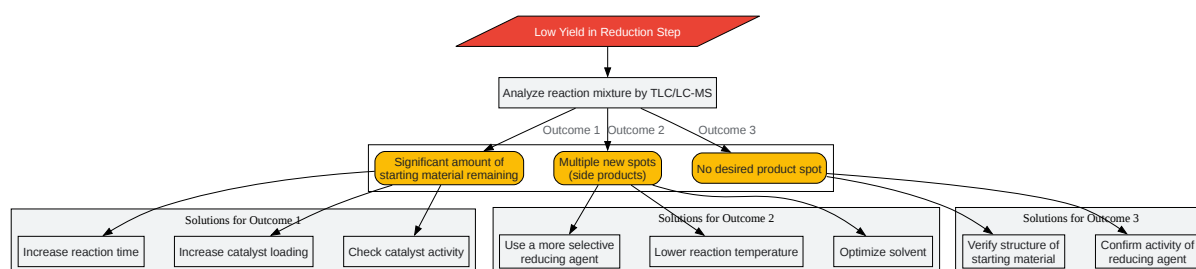 Low Yield in Reduction Step
Analyze reaction mixture by TLC/LC-MS
Outcome 1
Outcome 2
Outcome 3
Significant amount of
starting material remaining
Multiple new spots
(side products)
No desired product spot
Solutions for Outcome 1
Increase reaction time
Increase catalyst loading
Check catalyst activity
Solutions for Outcome 2
Use a more selective
reducing agent
Lower reaction temperature
Optimize solvent
Solutions for Outcome 3
Verify structure of
starting material
Confirm activity of
reducing agent